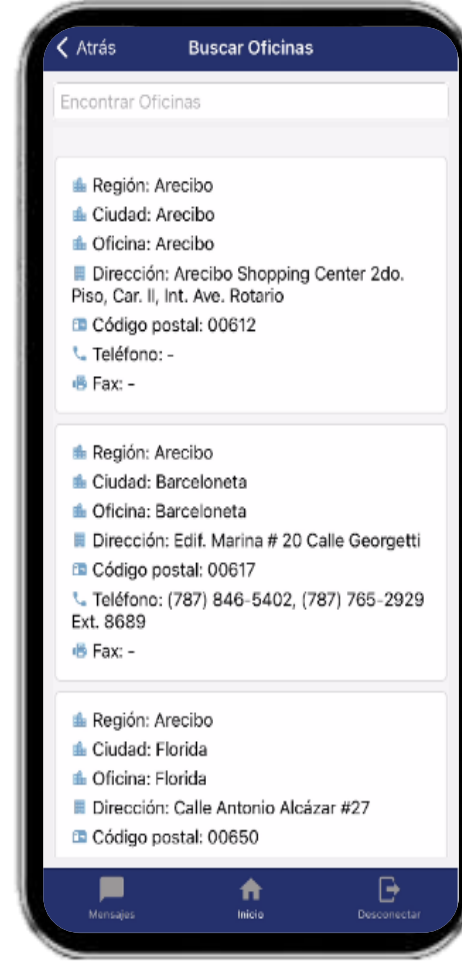 Atrás
Buscar Oficinas
Encontrar Oficinas
Región: Arecibo
Ciudad: Arecibo
Oficina: Arecibo
Dirección: Arecibo Shopping Center 2do.
Piso, Car. II, Int. Ave. Rotario
Código postal: 00612
Teléfono: -
Fax: -
Región: Arecibo
Ciudad: Barceloneta
Oficina: Barceloneta
Dirección: Edif. Marina # 20 Calle Georgetti
Código postal: 00617
Teléfono: (787) 846-5402, (787) 765-2929
Ext. 8689
Fax: -
Región: Arecibo
Ciudad: Florida
Oficina: Florida
Dirección: Calle Antonio Alcázar #27
Código postal: 00650
Mensajes
Inicio
Desconectar